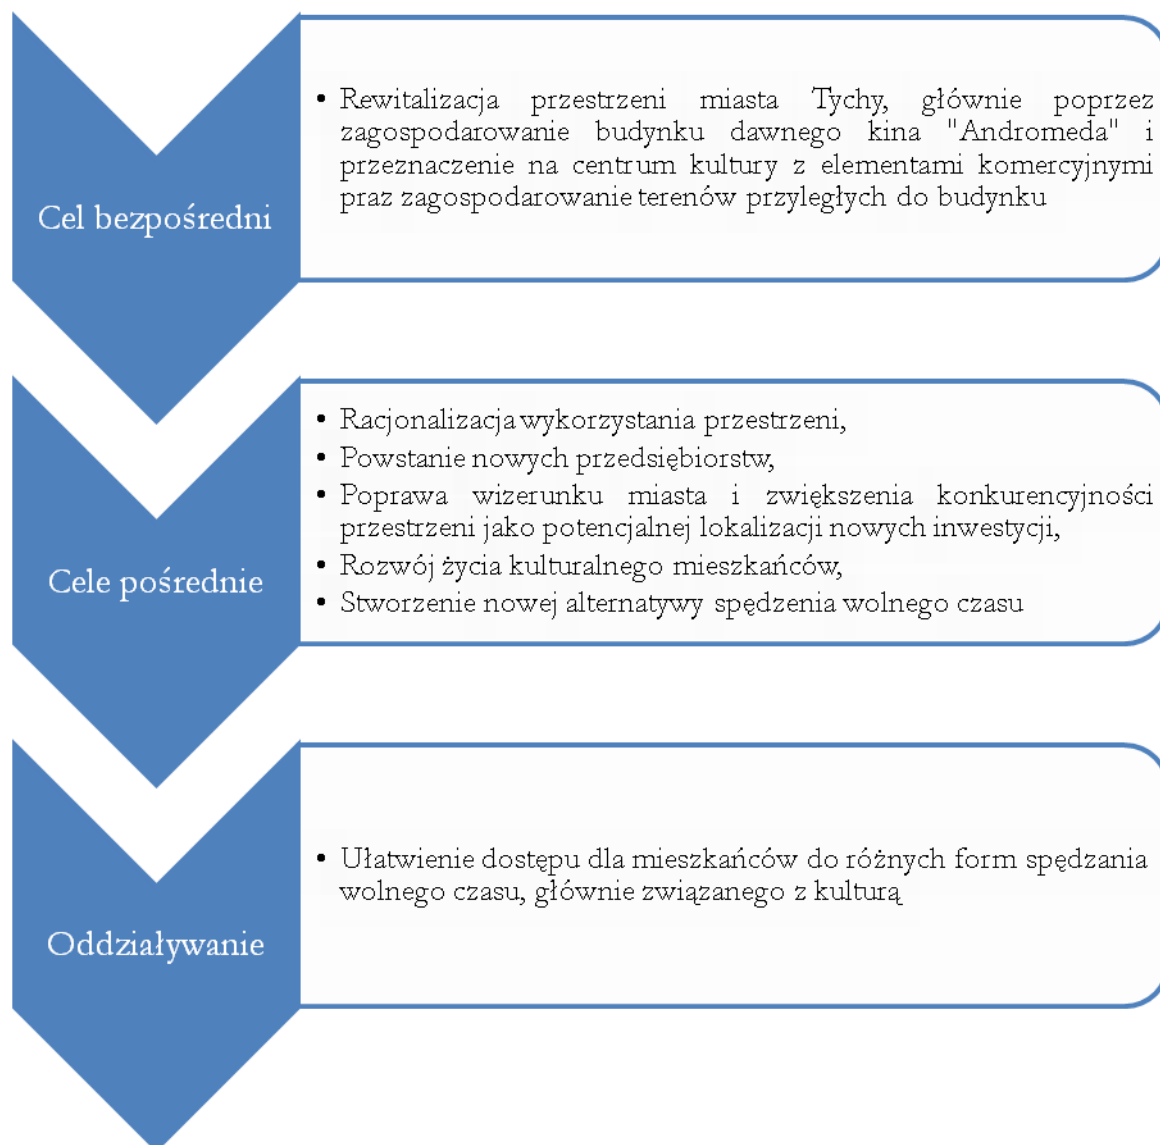 Cel bezpośredni
• Rewitalizacja przestrzeni miasta Tychy, głównie poprzez
zagospodarowanie budynku dawnego kina "Andromeda" i
przeznaczenie na centrum kultury z elementami komercyjnymi
praz zagospodarowanie terenów przyległych do budynku
Cele pośrednie
• Racjonalizacja wykorzystania przestrzeni,
• Powstanie nowych przedsiębiorstw,
• Poprawa wizerunku miasta i zwiększenia konkurencyjności
przestrzeni jako potencjalnej lokalizacji nowych inwestycji,
• Rozwój życia kulturalnego mieszkańców,
• Stworzenie nowej alternatywy spędzenia wolnego czasu
Oddziaływanie
• Ułatwienie dostępu dla mieszkańców do różnych form spędzania
wolnego czasu, głównie związanego z kulturą